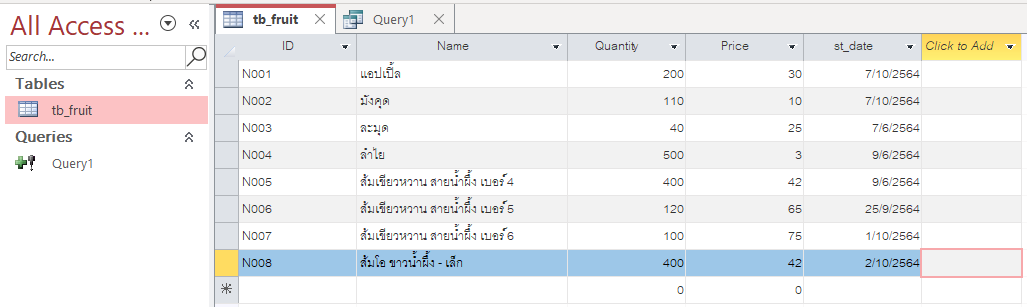 All Access ...
Search...
Tables
tb_fruit
Queries
Query1
tb_fruit Query1
ID Name Quantity Price st_date Click to Add
N001 แอปเปิ้ล 200 30 7/10/2564
N002 มังคุด 110 10 7/10/2564
N003 ละมุด 40 25 7/6/2564
N004 ลำไย 500 3 9/6/2564
N005 ส้มเขียวหวาน สายน้ำผึ้ง เบอร์ 4 400 42 9/6/2564
N006 ส้มเขียวหวาน สายน้ำผึ้ง เบอร์ 5 120 65 25/9/2564
N007 ส้มเขียวหวาน สายน้ำผึ้ง เบอร์ 6 100 75 1/10/2564
N008 ส้มโอ ขาวน้ำผึ้ง - เล็ก 400 42 2/10/2564
0 0